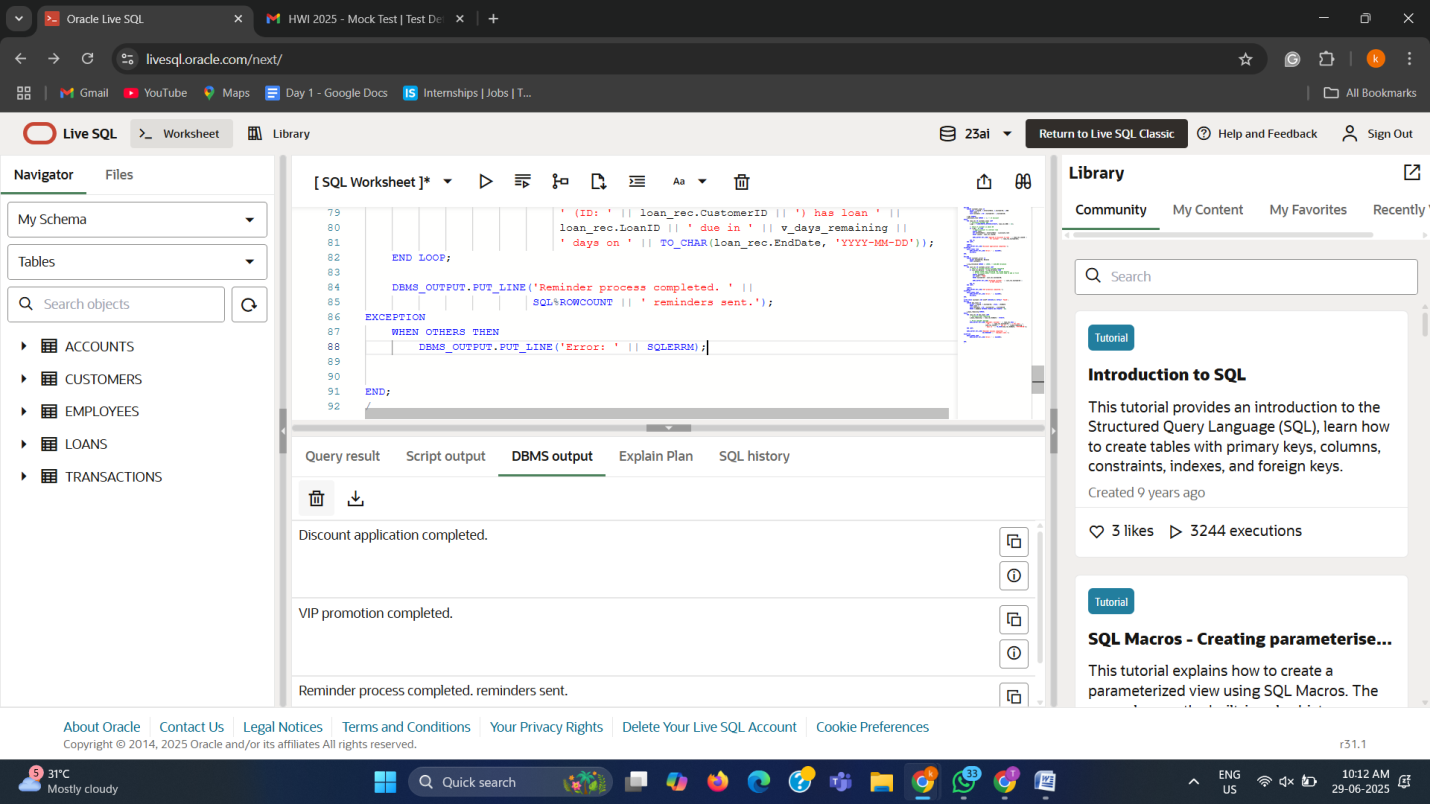 Oracle Live SQL
HWI 2025 - Mock Test | Test De
livesql.oracle.com/next/
k
Gmail
YouTube
Maps
Day 1 - Google Docs
IS
Internships | Jobs | T...
All Bookmarks
Live SQL
Worksheet
Library
23ai
Return to Live SQL Classic
Help and Feedback
Sign Out
Navigator
Files
My Schema
Tables
Search objects
ACCOUNTS
CUSTOMERS
EMPLOYEES
LOANS
TRANSACTIONS
[ SQL Worksheet ]*
Aa
79 ' (ID: ' || loan_rec.CustomerID || ') has loan ' ||
80 loan_rec.LoanID || ' due in ' || v_days_remaining ||
81 ' days on ' || TO_CHAR(loan_rec.EndDate, 'YYYY-MM-DD'));
82 END LOOP;
83
84 DBMS_OUTPUT.PUT_LINE('Reminder process completed. ' ||
85 SQL%ROWCOUNT || ' reminders sent.');
86 EXCEPTION
87 WHEN OTHERS THEN
88 DBMS_OUTPUT.PUT_LINE('Error: ' || SQLERRM);
89
90
91 END;
92 /
Query result
Script output
DBMS output
Explain Plan
SQL history
Discount application completed.
VIP promotion completed.
Reminder process completed. reminders sent.
Library
Community
My Content
My Favorites
Recently
Search
Tutorial
Introduction to SQL
This tutorial provides an introduction to the
Structured Query Language (SQL), learn how
to create tables with primary keys, columns,
constraints, indexes, and foreign keys.
Created 9 years ago
3 likes
3244 executions
Tutorial
SQL Macros - Creating parameterise...
This tutorial explains how to create a
parameterized view using SQL Macros. The
About Oracle
Contact Us
Legal Notices
Terms and Conditions
Your Privacy Rights
Delete Your Live SQL Account
Cookie Preferences
Copyright © 2014, 2025 Oracle and/or its affiliates All rights reserved.
r31.1
5
31°C
Mostly cloudy
Quick search
k
33
T
ENG
US
10:12 AM
29-06-2025